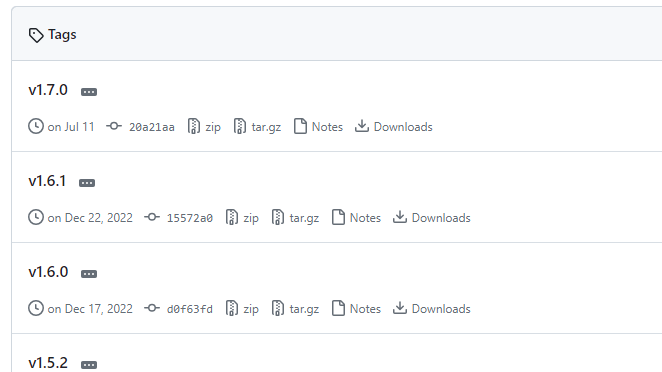 Tags
v1.7.0
on Jul 11 20a21aa zip tar.gz Notes Downloads
v1.6.1
on Dec 22, 2022 15572a0 zip tar.gz Notes Downloads
v1.6.0
on Dec 17, 2022 d0f63fd zip tar.gz Notes Downloads
v1.5.2